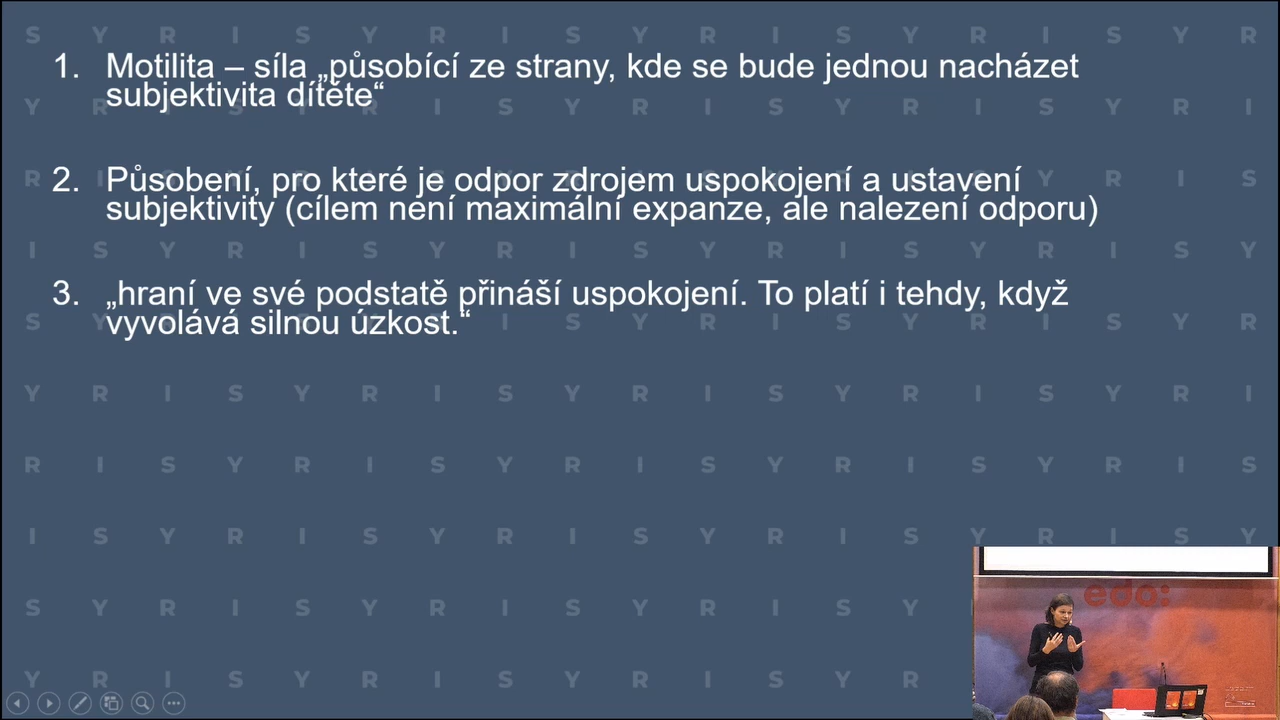 1. Motilita – síla „působící ze strany, kde se bude jednou nacházet
subjektivita dítěte“
2. Působení, pro které je odpor zdrojem uspokojení a ustavení
subjektivity (cílem není maximální expanze, ale nalezení odporu)
3. „hraní ve své podstatě přináší uspokojení. To platí i tehdy, když
vyvolává silnou úzkost.“
S Y R I S Y R I S Y R I S Y R I S Y R
Y R I S Y R I S Y R I S Y R I S Y R I
R I S Y R I S Y R I S Y R I S Y R I S
I S Y R I S Y R I S Y R I S Y R I S Y
S Y R I S Y R I S Y R I S Y R I S Y R
Y R I S Y R I S Y R I S Y R I S Y R I
R I S Y R I S Y R I S Y R I S Y R I S
I S Y R I S Y R I S Y R I S Y R I S Y
S Y R I S Y R I S Y R I S Y
Y R I S Y R I S Y R I S Y R
eda: